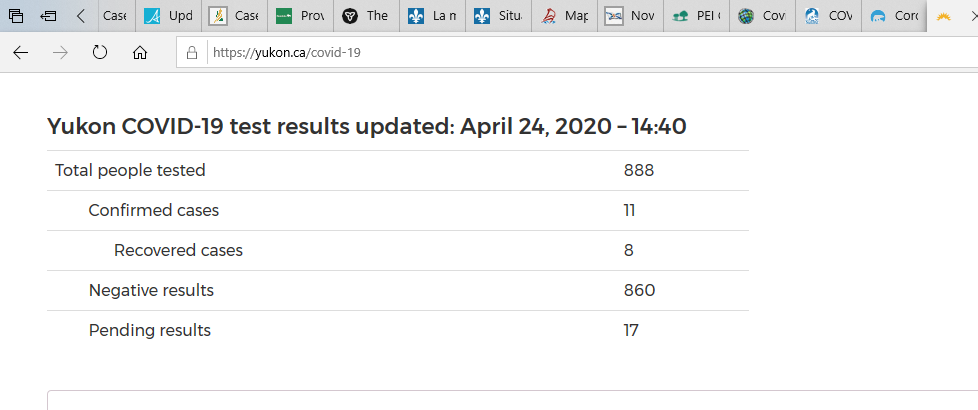 Case
Upd
Case
Prov
The
La m
Situ
Map
Nov
PEI
Cov
COV
Corc
https://yukon.ca/covid-19
Yukon COVID-19 test results updated: April 24, 2020 – 14:40
Total people tested 888
Confirmed cases 11
Recovered cases 8
Negative results 860
Pending results 17